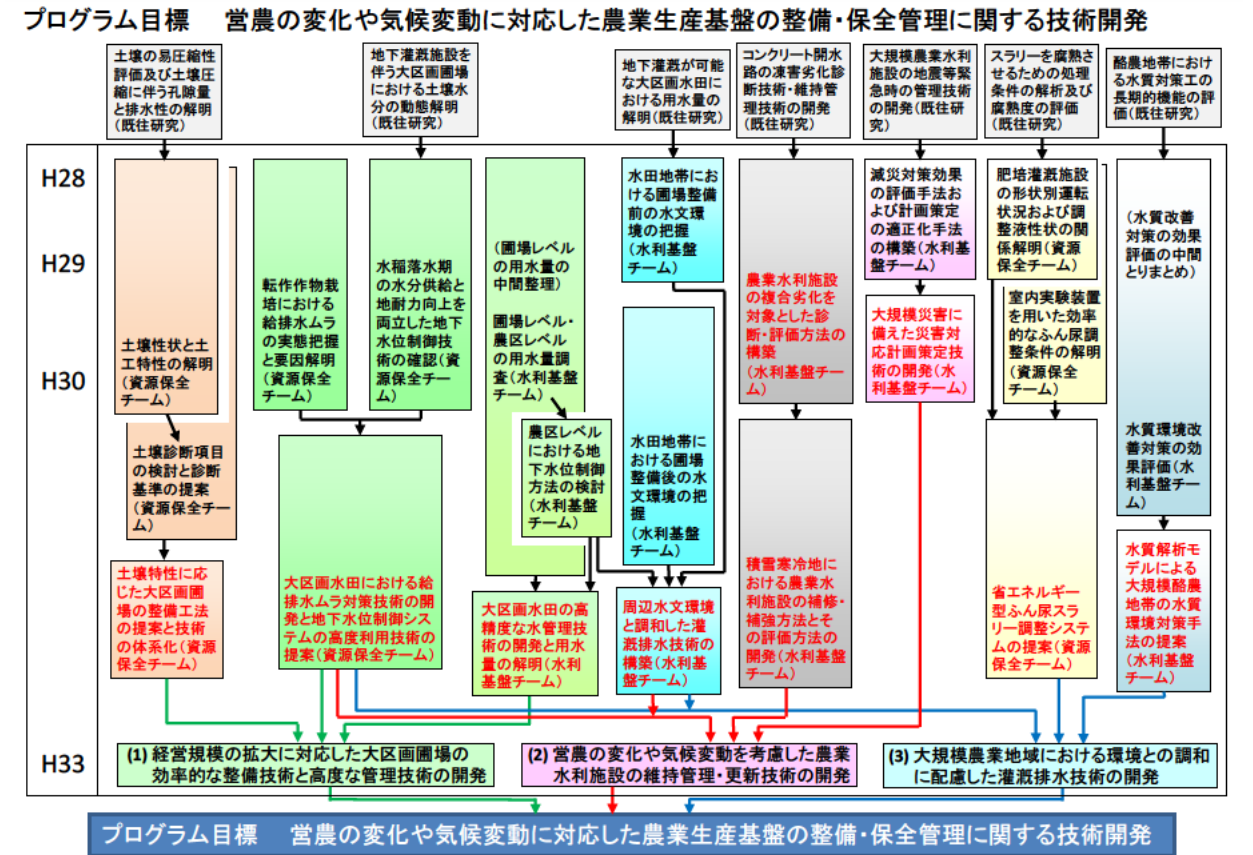 プログラム目標　営農の変化や気候変動に対応した農業生産基盤の整備・保全管理に関する技術開発
土壌の易圧縮性
評価及び土壌圧
縮に伴う孔隙量
と排水性の解明
(既往研究)
地下灌漑施設を
伴う大区画圃場
における土壌水
分の動態解明
(既往研究)
地下灌漑が可能
な大区画水田に
おける用水量の
解明(既往研究)
コンクリート開水
路の凍害劣化診
断技術・維持管
理技術の開発
(既往研究)
大規模農業水利
施設の地震等緊
急時の管理技術
の開発(既往研
究)
スラリーを腐熟さ
せるための処理
条件の解析及び
腐熟度の評価
(既往研究)
酪農地帯におけ
る水質対策工の
長期的機能の評
価(既往研究)
H28
H29
H30
H33
土壌性状と土
工特性の解明
(資源保全
チーム)
土壌診断項目
の検討と診断
基準の提案
(資源保全チー
ム)
土壌特性に応
じた大区画圃
場の整備工法
の提案と技術
の体系化(資源
保全チーム)
転作作物栽
培における
給排水ムラ
の実態把握
と要因解明
(資源保全
チーム)
水稲落水期
の水分供給と
地耐力向上を
両立した地下
水位制御技
術の確認(資
源保全チー
ム)
大区画水田における給
排水ムラ対策技術の開
発と地下水位制御シス
テムの高度利用技術の
提案(資源保全チーム)
(圃場レベル
の用水量の
中間整理)
圃場レベル・
農区レベル
の用水量調
査(水利基盤
チーム)
農区レベル
における地
下水位制御
方法の検討
(水利基盤
チーム)
大区画水田の高
精度な水管理技
術の開発と用水
量の解明(水利
基盤チーム)
水田地帯にお
ける圃場整備
前の水文環
境の把握
(水利基盤
チーム)
水田地帯に
おける圃場
整備後の水
文環境の把
握
(水利基盤
チーム)
周辺水文環境
と調和した灌
漑排水技術の
構築(水利基
盤チーム)
農業水利施設
の複合劣化を
対象とした診
断・評価方法の
構築
(水利基盤チー
ム)
積雪寒冷地に
おける農業水
利施設の補修・
補強方法とそ
の評価方法の
開発(水利基盤
チーム)
減災対策効果
の評価手法お
よび計画策定
の適正化手法
の構築(水利基
盤チーム)
大規模災害に
備えた災害対
応計画策定技
術の開発(水
利基盤チーム)
肥培灌漑施設
の形状別運転
状況および調
整液性状の関
係解明(資源
保全チーム)
室内実験装置
を用いた効率
的なふん尿調
整条件の解明
(資源保全
チーム)
省エネルギー
型ふん尿スラ
リー調整システ
ムの提案(資源
保全チーム)
(水質改善
対策の効果
評価の中間
とりまとめ)
水質環境改
善対策の効
果評価(水
利基盤チー
ム)
水質解析モ
デルによる
大規模酪農
地帯の水質
環境対策手
法の提案
(水利基盤
チーム)
(1) 経営規模の拡大に対応した大区画圃場の
効率的な整備技術と高度な管理技術の開発
(2) 営農の変化や気候変動を考慮した農業
水利施設の維持管理・更新技術の開発
(3) 大規模農業地域における環境との調和
に配慮した灌漑排水技術の開発
プログラム目標　営農の変化や気候変動に対応した農業生産基盤の整備・保全管理に関する技術開発